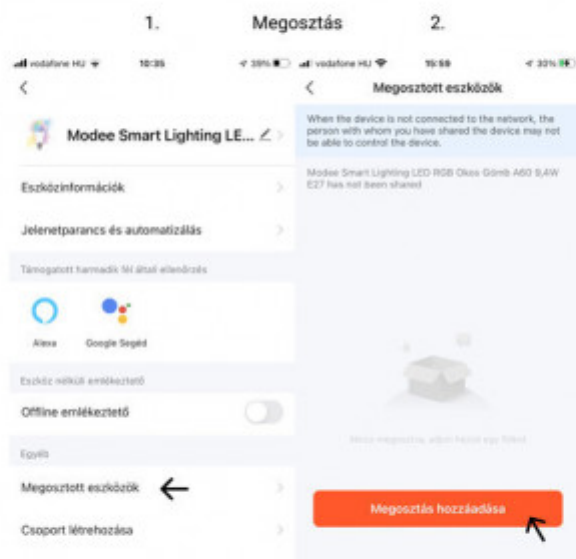 1. Megosztás 2.
vodafone HU 10:35 39%
Modee Smart Lighting LE...
Eszközinformációk
Jelenetparancs és automatizálás
Támogatott harmadik fél általi ellenőrzés
Alexa Google Segéd
Eszköz nélküli emlékeztető
Offline emlékeztető
Egyéb
Megosztott eszközök
Csoport létrehozása
vodafone HU 15:59 30%
Megosztott eszközök
When the device is not connected to the network, the
person with whom you have shared the device may not
be able to control the device.
Modee Smart Lighting LED RGB Okos Gömb A60 9,4W
E27 has not been shared
Megosztás hozzáadása